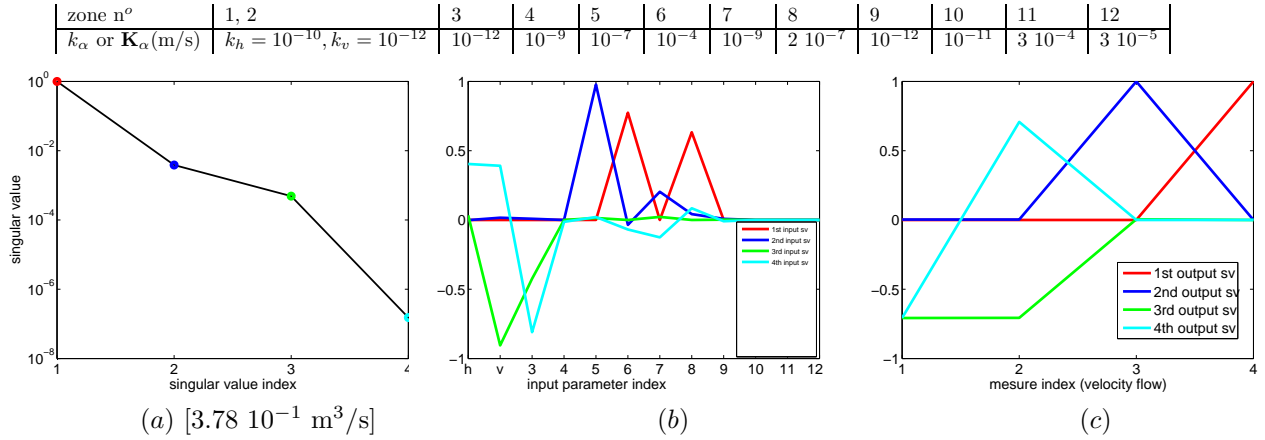 zone nᵒ 1, 2 3 4 5 6 7 8 9 10 11 12
k_α or K_α(m/s) k_h = 10⁻¹⁰, k_v = 10⁻¹² 10⁻¹² 10⁻⁹ 10⁻⁷ 10⁻⁴ 10⁻⁹ 2 10⁻⁷ 10⁻¹² 10⁻¹¹ 3 10⁻⁴ 3 10⁻⁵
10⁰
10⁻²
10⁻⁴
10⁻⁶
10⁻⁸
singular value
1 2 3 4
singular value index
(a) [3.78 10⁻¹ m³/s]
1
0.5
0
−0.5
−1
1st input sv
2nd input sv
3rd input sv
4th input sv
h v 3 4 5 6 7 8 9 10 11 12
input parameter index
(b)
1
0.5
0
−0.5
−1
1st output sv
2nd output sv
3rd output sv
4th output sv
1 2 3 4
mesure index (velocity flow)
(c)